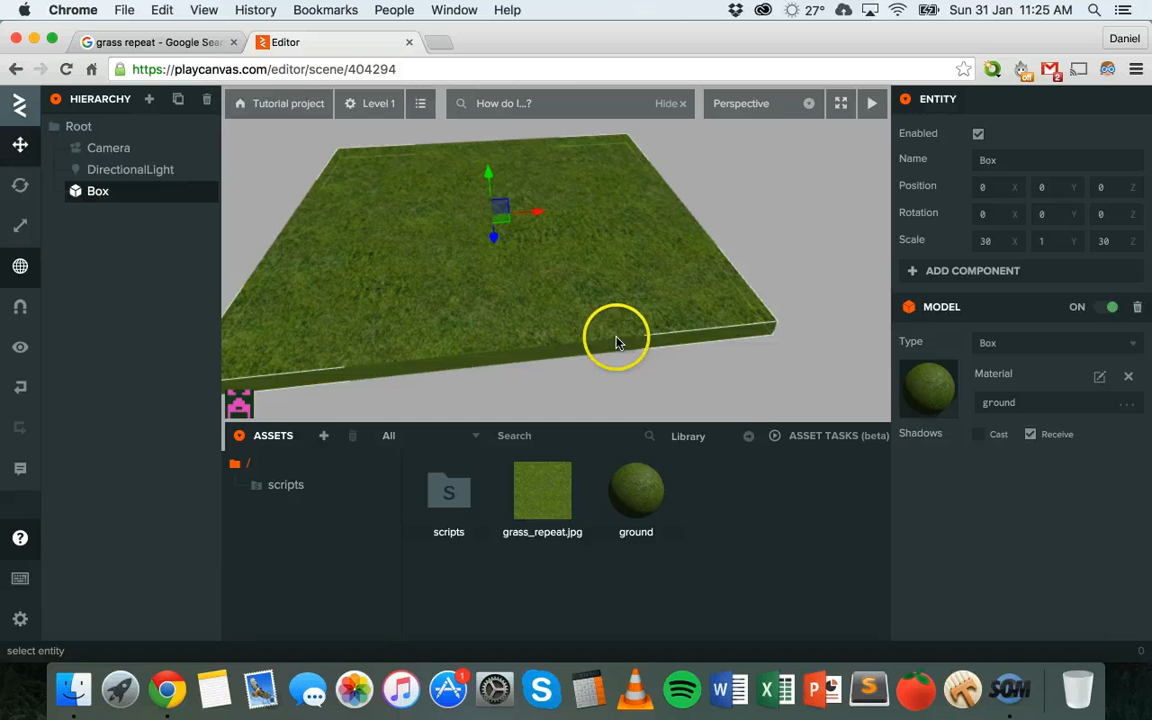 Chrome File Edit View History Bookmarks People Window Help 27° Sun 31 Jan 11:25 AM
grass repeat - Google Sear Editor Daniel
https://playcanvas.com/editor/scene/404294 2
HIERARCHY Tutorial project Level 1 How do I...? Hide Perspective ENTITY
Root
Camera
DirectionalLight
Box
Enabled
Name Box
Position 0 X 0 Y 0 Z
Rotation 0 X 0 Y 0 Z
Scale 30 X 1 Y 30 Z
ADD COMPONENT
MODEL ON
Type Box
Material
ground ...
Shadows Cast Receive
ASSETS All Search Library ASSET TASKS (beta)
/
scripts
S
scripts grass_repeat.jpg ground
select entity 0
1 S W X P S SOM